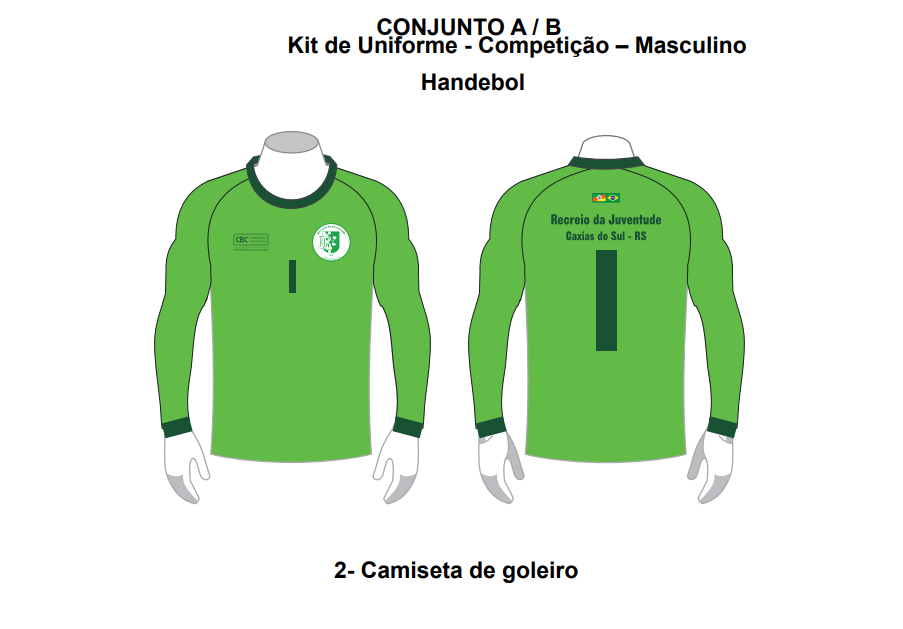 CONJUNTO A / B
Kit de Uniforme - Competição – Masculino
Handebol
CBC
Recreio da Juventude
Caxias do Sul - RS
2- Camiseta de goleiro